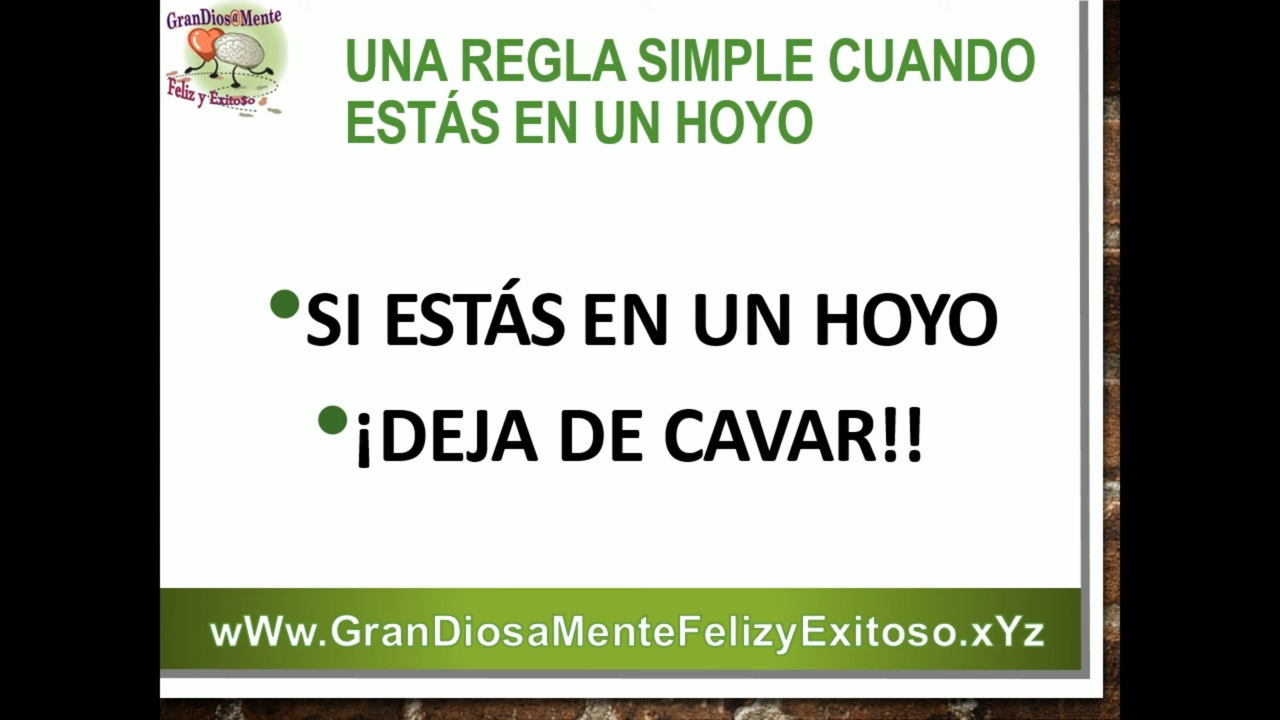 GranDios@Mente
Feliz y Exitoso
UNA REGLA SIMPLE CUANDO
ESTÁS EN UN HOYO
•SI ESTÁS EN UN HOYO
•¡DEJA DE CAVAR!!
wWw.GranDiosaMenteFelizyExitoso.xYz